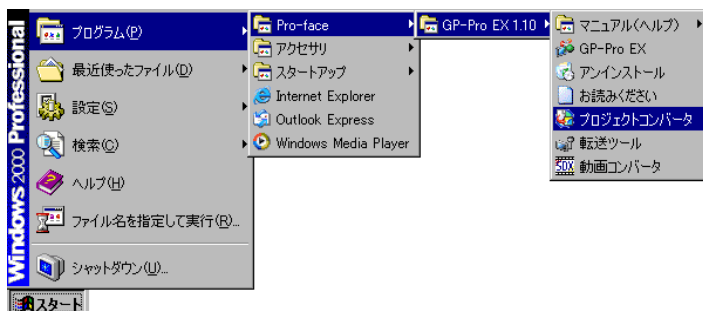 Windows 2000 Professional
プログラム(P)
最近使ったファイル(D)
設定(S)
検索(C)
ヘルプ(H)
ファイル名を指定して実行(R)...
シャットダウン(U)...
スタート
Pro-face
アクセサリ
スタートアップ
Internet Explorer
Outlook Express
Windows Media Player
GP-Pro EX 1.10
マニュアル(ヘルプ)
GP-Pro EX
アンインストール
お読みください
プロジェクトコンバータ
転送ツール
SDX 動画コンバータ